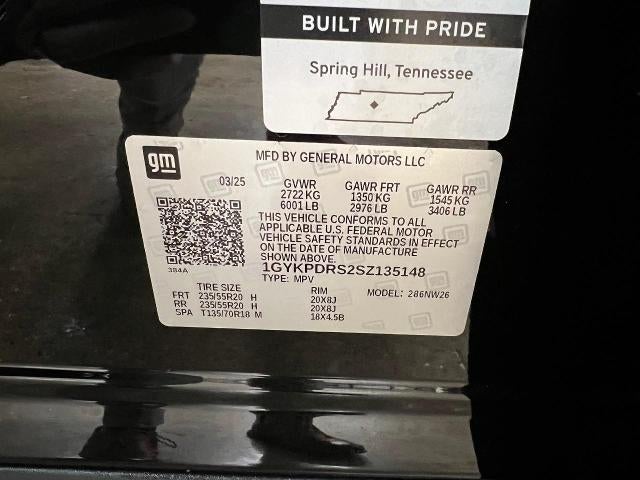 BUILT WITH PRIDE
Spring Hill, Tennessee
gm
MFD BY GENERAL MOTORS LLC
03/25 GVWR GAWR FRT GAWR RR
2722 KG 1350 KG 1545 KG
6001 LB 2976 LB 3406 LB
THIS VEHICLE CONFORMS TO ALL
APPLICABLE U.S. FEDERAL MOTOR
VEHICLE SAFETY STANDARDS IN EFFECT
ON THE DATE OF MANUFACTURE
SHOWN ABOVE.
384A
1GYKPDRS2SZ135148
TYPE: MPV
TIRE SIZE RIM MODEL: 286NW26
FRT 235/55R20 H 20X8J
RR 235/55R20 H 20X8J
SPA T135/70R18 M 18X4.5B